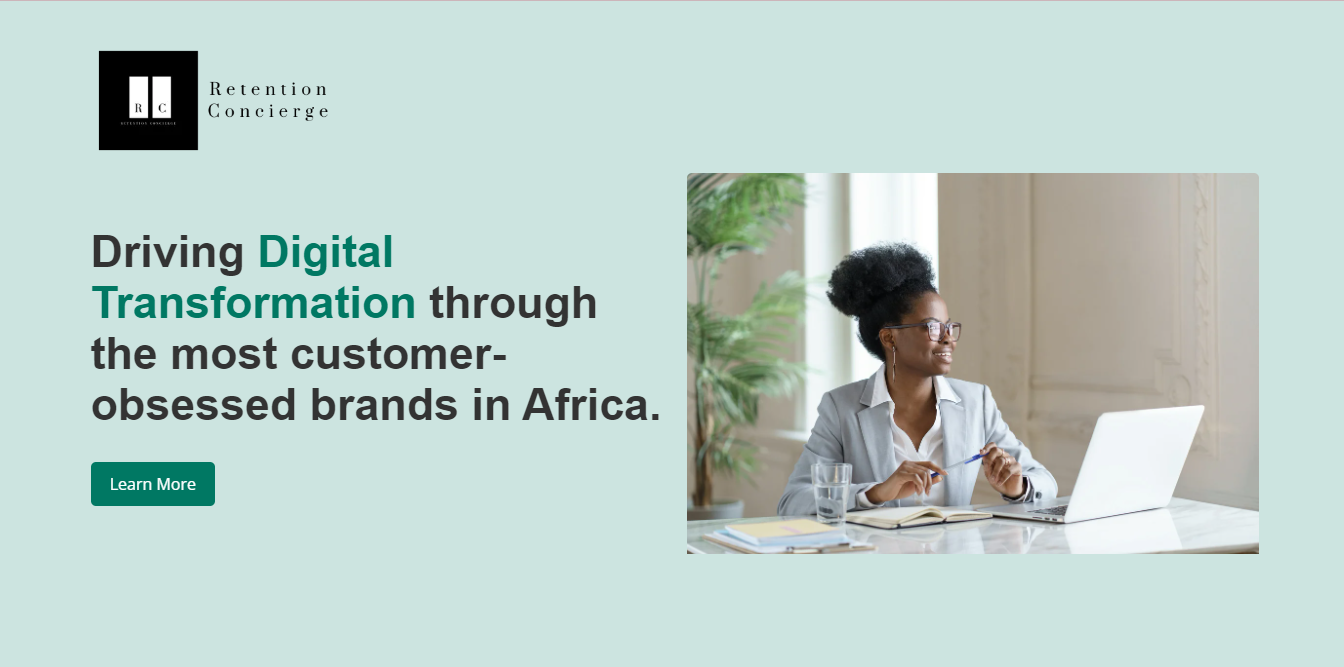 R C
RETENTION CONCIERGE
Retention
Concierge
Driving Digital
Transformation through
the most customer-
obsessed brands in Africa.
Learn More